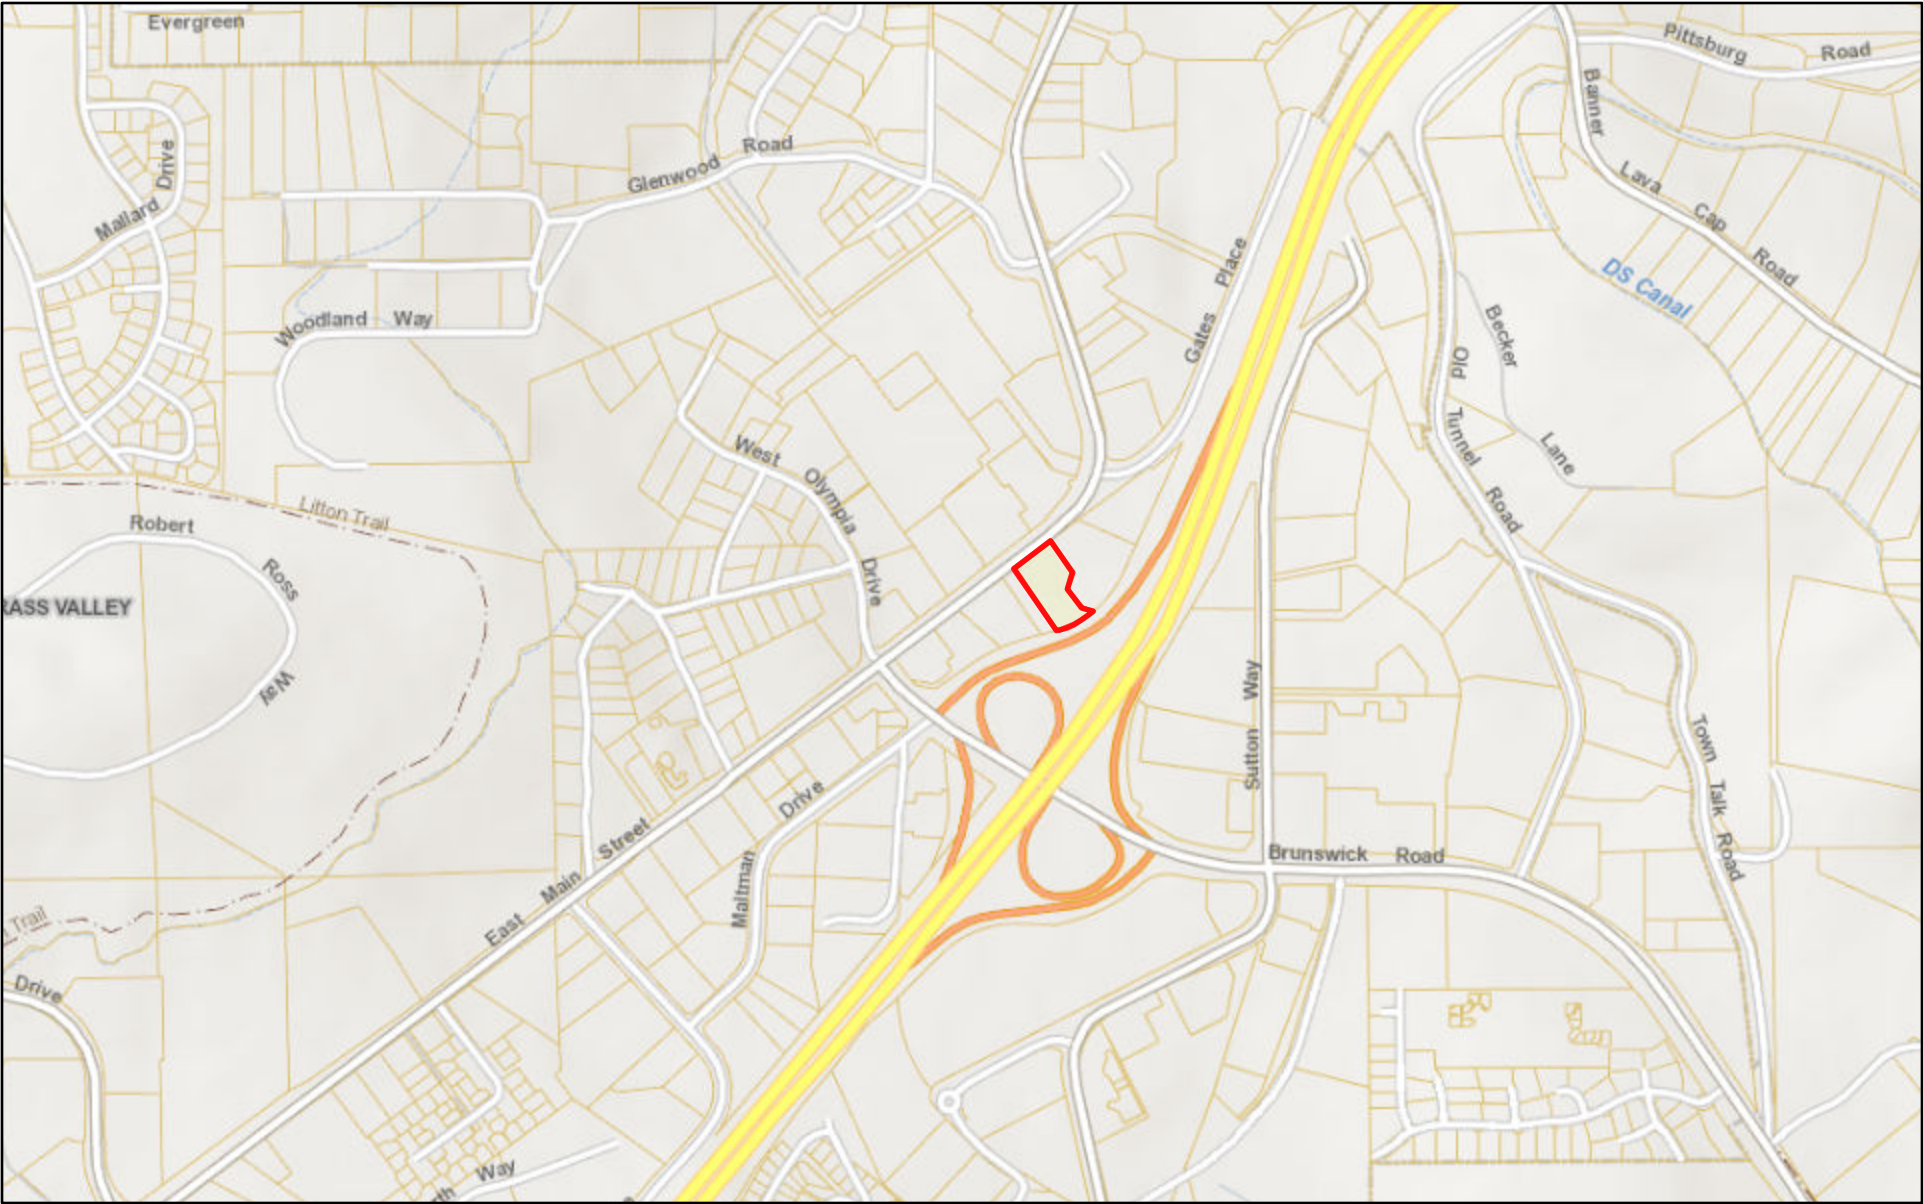 Evergreen
Pittsburg Road
Banner
Mallard Drive
Glenwood Road
Lava Cap Road
DS Canal
Gates Place
Woodland Way
Becker Lane
Old Tunnel Road
West Olympia Drive
Litton Trail
Robert Ross Way
RASS VALLEY
Sutton Way
Town Talk Road
Maltman Drive
East Main Street
Brunswick Road
Trail
Drive
Way